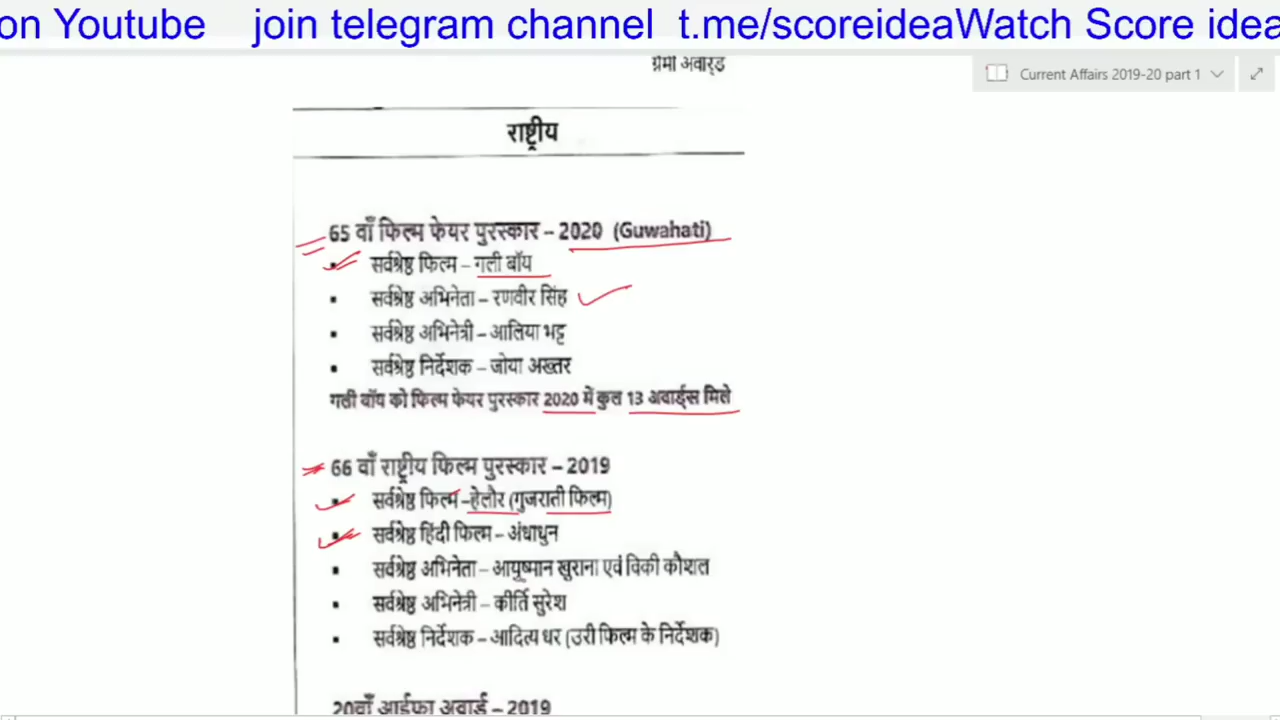 on Youtube join telegram channel t.me/scoreideaWatch Score idea
ग्रेमी अवार्ड
Current Affairs 2019-20 part 1
राष्ट्रीय
65 वाँ फिल्म फेयर पुरस्कार – 2020 (Guwahati)
▪ सर्वश्रेष्ठ फिल्म – गली बॉय
▪ सर्वश्रेष्ठ अभिनेता – रणवीर सिंह
▪ सर्वश्रेष्ठ अभिनेत्री – आलिया भट्ट
▪ सर्वश्रेष्ठ निर्देशक – जोया अख्तर
गली बॉय को फिल्म फेयर पुरस्कार 2020 में कुल 13 अवार्ड्स मिले
66 वाँ राष्ट्रीय फिल्म पुरस्कार – 2019
▪ सर्वश्रेष्ठ फिल्म – हेलौर (गुजराती फिल्म)
▪ सर्वश्रेष्ठ हिंदी फिल्म – अंधाधुन
▪ सर्वश्रेष्ठ अभिनेता – आयुष्मान खुराना एवं विकी कौशल
▪ सर्वश्रेष्ठ अभिनेत्री – कीर्ति सुरेश
▪ सर्वश्रेष्ठ निर्देशक – आदित्य धर (उरी फिल्म के निर्देशक)
20वाँ आईफा अवार्ड – 2019